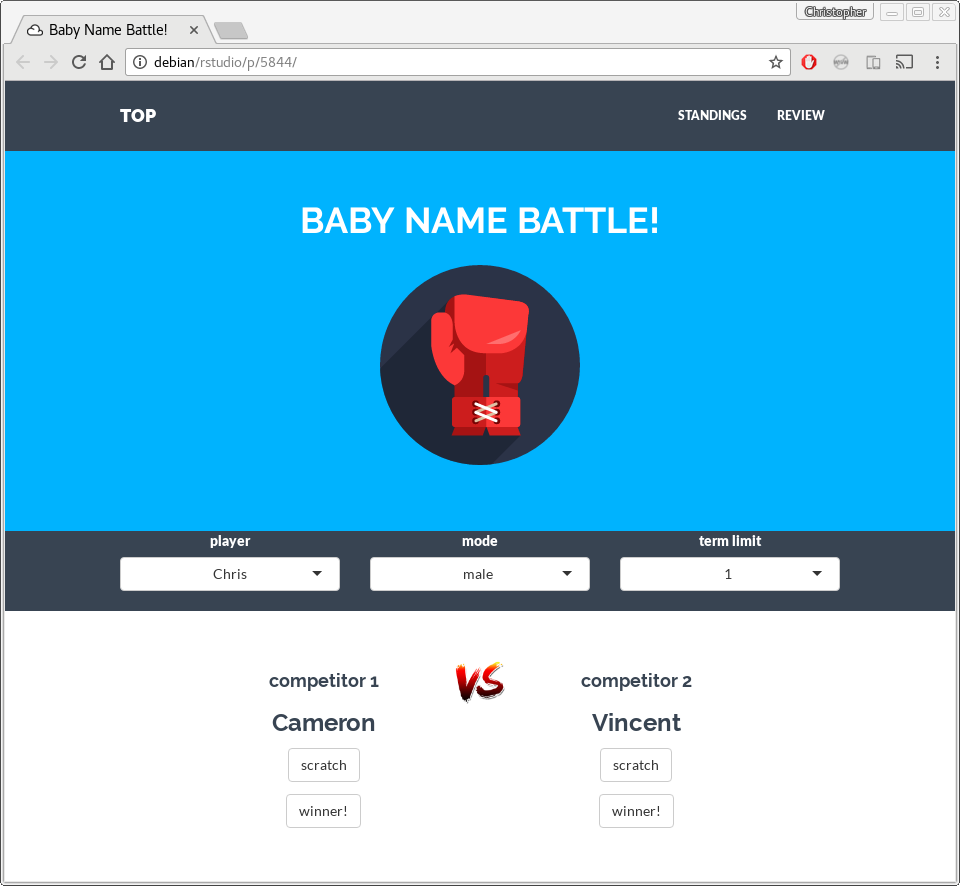 Christopher
Baby Name Battle!
debian/rstudio/p/5844/
TOP
STANDINGS REVIEW
BABY NAME BATTLE!
player mode term limit
Chris male 1
competitor 1 VS competitor 2
Cameron Vincent
scratch scratch
winner! winner!